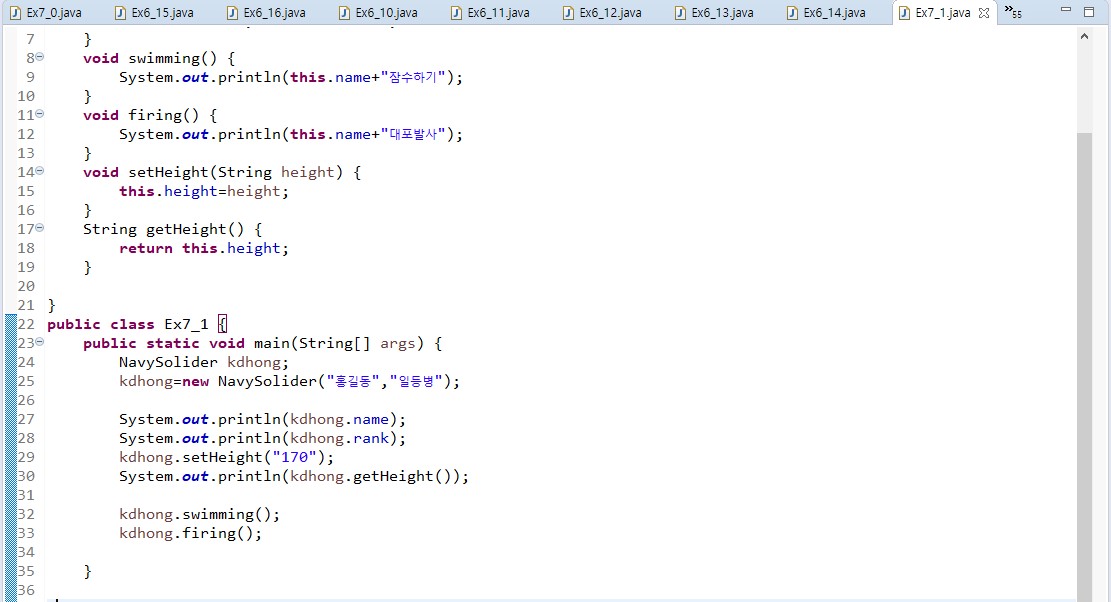 Ex7_0.java Ex6_15.java Ex6_16.java Ex6_10.java Ex6_11.java Ex6_12.java Ex6_13.java Ex6_14.java Ex7_1.java »55
7 }
8 void swimming() {
9 System.out.println(this.name+"잠수하기");
10 }
11 void firing() {
12 System.out.println(this.name+"대포발사");
13 }
14 void setHeight(String height) {
15 this.height=height;
16 }
17 String getHeight() {
18 return this.height;
19 }
20
21 }
22 public class Ex7_1 {
23 public static void main(String[] args) {
24 NavySolider kdhong;
25 kdhong=new NavySolider("홍길동","일등병");
26
27 System.out.println(kdhong.name);
28 System.out.println(kdhong.rank);
29 kdhong.setHeight("170");
30 System.out.println(kdhong.getHeight());
31
32 kdhong.swimming();
33 kdhong.firing();
34
35 }
36